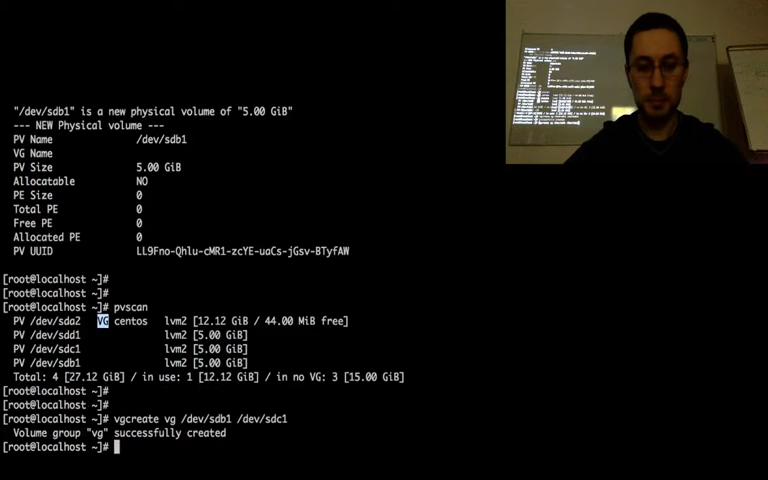 "/dev/sdb1" is a new physical volume of "5.00 GiB"
--- NEW Physical volume ---
PV Name /dev/sdb1
VG Name
PV Size 5.00 GiB
Allocatable NO
PE Size 0
Total PE 0
Free PE 0
Allocated PE 0
PV UUID LL9Fno-Qhlu-cMR1-zcYE-uaCs-jGsv-BTyfAW
[root@localhost ~]#
[root@localhost ~]#
[root@localhost ~]# pvscan
PV /dev/sda2 VG centos lvm2 [12.12 GiB / 44.00 MiB free]
PV /dev/sdd1 lvm2 [5.00 GiB]
PV /dev/sdc1 lvm2 [5.00 GiB]
PV /dev/sdb1 lvm2 [5.00 GiB]
Total: 4 [27.12 GiB] / in use: 1 [12.12 GiB] / in no VG: 3 [15.00 GiB]
[root@localhost ~]#
[root@localhost ~]#
[root@localhost ~]# vgcreate vg /dev/sdb1 /dev/sdc1
Volume group "vg" successfully created
[root@localhost ~]#